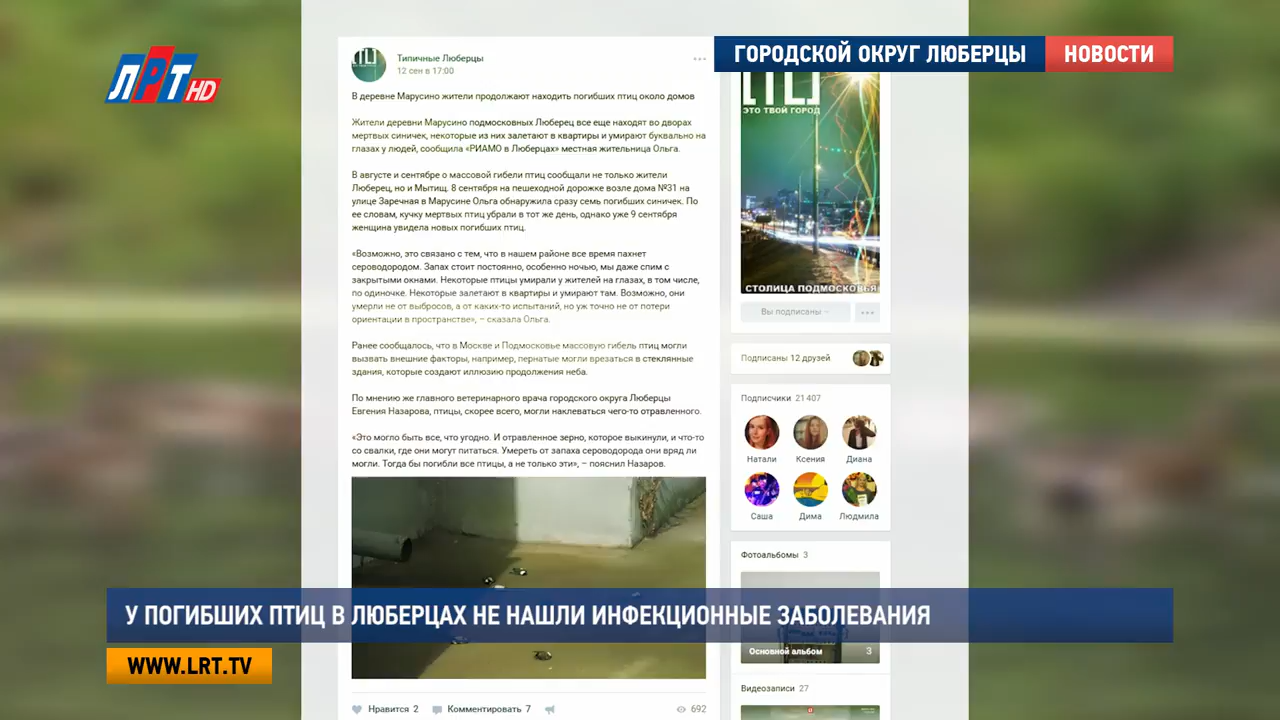 ЛРТ HD
ГОРОДСКОЙ ОКРУГ ЛЮБЕРЦЫ
НОВОСТИ
Типичные Люберцы
12 сен в 17:00
В деревне Марусино жители продолжают находить погибших птиц около домов
Жители деревни Марусино подмосковных Люберец все еще находят во дворах
мертвых синичек, некоторые из них залетают в квартиры и умирают буквально на
глазах у людей, сообщила «РИАМО в Люберцах» местная жительница Ольга.
В августе и сентябре о массовой гибели птиц сообщали не только жители
Люберец, но и Мытищ. 8 сентября на пешеходной дорожке возле дома №31 на
улице Заречная в Марусине Ольга обнаружила сразу семь погибших синичек. По
ее словам, кучку мертвых птиц убрали в тот же день, однако уже 9 сентября
женщина увидела новых погибших птиц.
«Возможно, это связано с тем, что в нашем районе все время пахнет
сероводородом. Запах стоит постоянно, особенно ночью, мы даже спим с
закрытыми окнами. Некоторые птицы умирали у жителей на глазах, в том числе,
по одиночке. Некоторые залетают в квартиры и умирают там. Возможно, они
умерли не от выбросов, а от каких-то испытаний, но уж точно не от потери
ориентации в пространстве», – сказала Ольга.
Ранее сообщалось, что в Москве и Подмосковье массовую гибель птиц могли
вызвать внешние факторы, например, пернатые могли врезаться в стеклянные
здания, которые создают иллюзию продолжения неба.
По мнению же главного ветеринарного врача городского округа Люберцы
Евгения Назарова, птицы, скорее всего, могли наклеваться чего-то отравленного.
«Это могло быть все, что угодно. И отравленное зерно, которое выкинули, и что-то
со свалки, где они могут питаться. Умереть от запаха сероводорода они вряд ли
могли. Тогда бы погибли все птицы, а не только эти», – пояснил Назаров.
Нравится 2
Комментировать 7
692
ЭТО ТВОЙ ГОРОД
СТОЛИЦА ПОДМОСКОВЬЯ
Вы подписаны
Подписаны 12 друзей
Подписчики 21 407
Натали
Ксения
Диана
Саша
Дима
Людмила
Фотоальбомы 3
Основной альбом 3
Видеозаписи 27
У ПОГИБШИХ ПТИЦ В ЛЮБЕРЦАХ НЕ НАШЛИ ИНФЕКЦИОННЫЕ ЗАБОЛЕВАНИЯ
WWW.LRT.TV